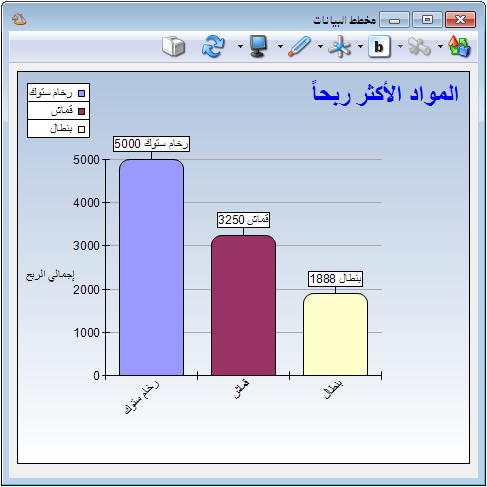 مخطط البيانات
b
المواد الأكثر ربحاً
رخام ستوك
قماش
بنطال
رخام ستوك 5000
قماش 3250
بنطال 1888
5000
4000
3000
2000
1000
0
إجمالي الربح
رخام ستوك
قماش
بنطال